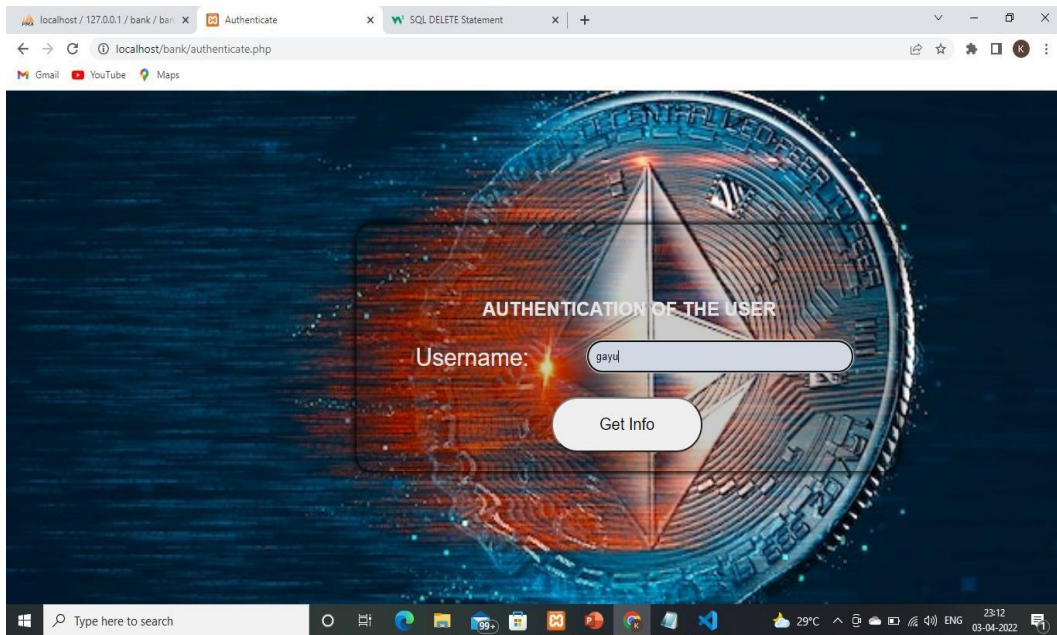 localhost / 127.0.0.1 / bank / ban
Authenticate
SQL DELETE Statement
localhost/bank/authenticate.php
K
Gmail
YouTube
Maps
AUTHENTICATION OF THE USER
Username:
gayu
Get Info
Type here to search
99+
29°C
ENG
23:12
03-04-2022
1